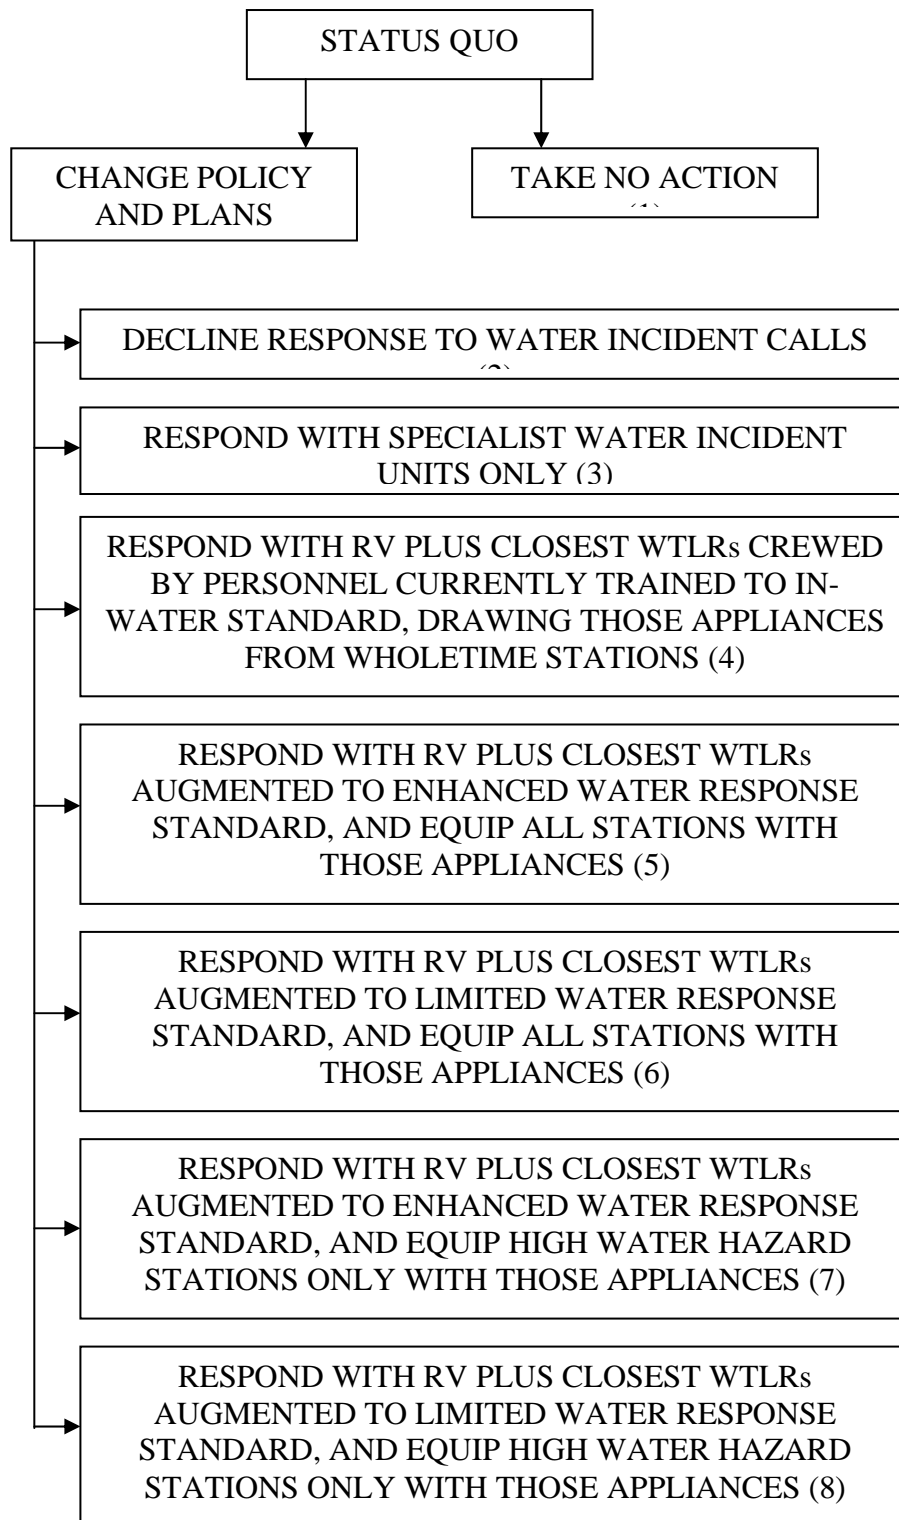 STATUS QUO
CHANGE POLICY
AND PLANS
TAKE NO ACTION
DECLINE RESPONSE TO WATER INCIDENT CALLS
RESPOND WITH SPECIALIST WATER INCIDENT
UNITS ONLY (3)
RESPOND WITH RV PLUS CLOSEST WTLRs CREWED
BY PERSONNEL CURRENTLY TRAINED TO IN-
WATER STANDARD, DRAWING THOSE APPLIANCES
FROM WHOLETIME STATIONS (4)
RESPOND WITH RV PLUS CLOSEST WTLRs
AUGMENTED TO ENHANCED WATER RESPONSE
STANDARD, AND EQUIP ALL STATIONS WITH
THOSE APPLIANCES (5)
RESPOND WITH RV PLUS CLOSEST WTLRs
AUGMENTED TO LIMITED WATER RESPONSE
STANDARD, AND EQUIP ALL STATIONS WITH
THOSE APPLIANCES (6)
RESPOND WITH RV PLUS CLOSEST WTLRs
AUGMENTED TO ENHANCED WATER RESPONSE
STANDARD, AND EQUIP HIGH WATER HAZARD
STATIONS ONLY WITH THOSE APPLIANCES (7)
RESPOND WITH RV PLUS CLOSEST WTLRs
AUGMENTED TO LIMITED WATER RESPONSE
STANDARD, AND EQUIP HIGH WATER HAZARD
STATIONS ONLY WITH THOSE APPLIANCES (8)